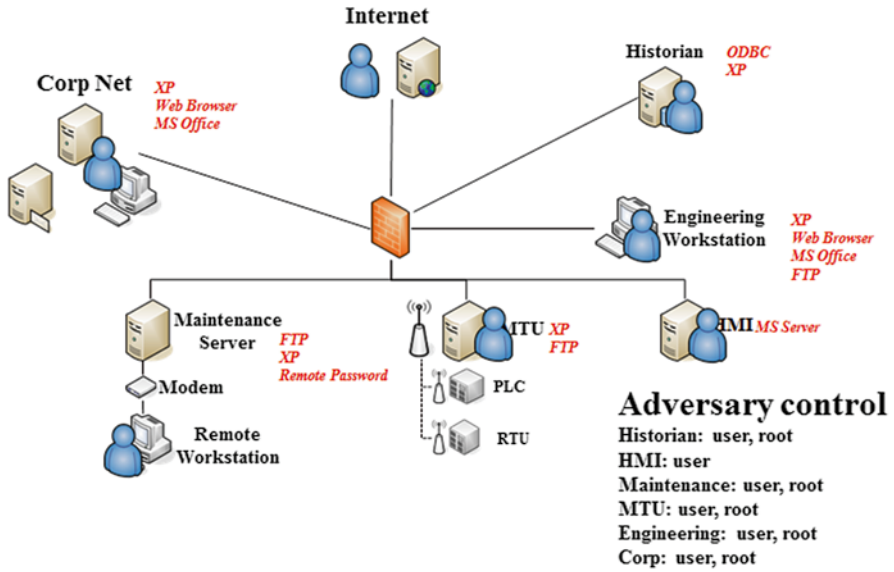 Internet
Historian
ODBC
XP
Corp Net
XP
Web Browser
MS Office
Engineering
Workstation
XP
Web Browser
MS Office
FTP
Maintenance
Server
FTP
XP
Remote Password
Modem
Remote
Workstation
MTU
XP
FTP
PLC
RTU
HMI
MS Server
Adversary control
Historian: user, root
HMI: user
Maintenance: user, root
MTU: user, root
Engineering: user, root
Corp: user, root